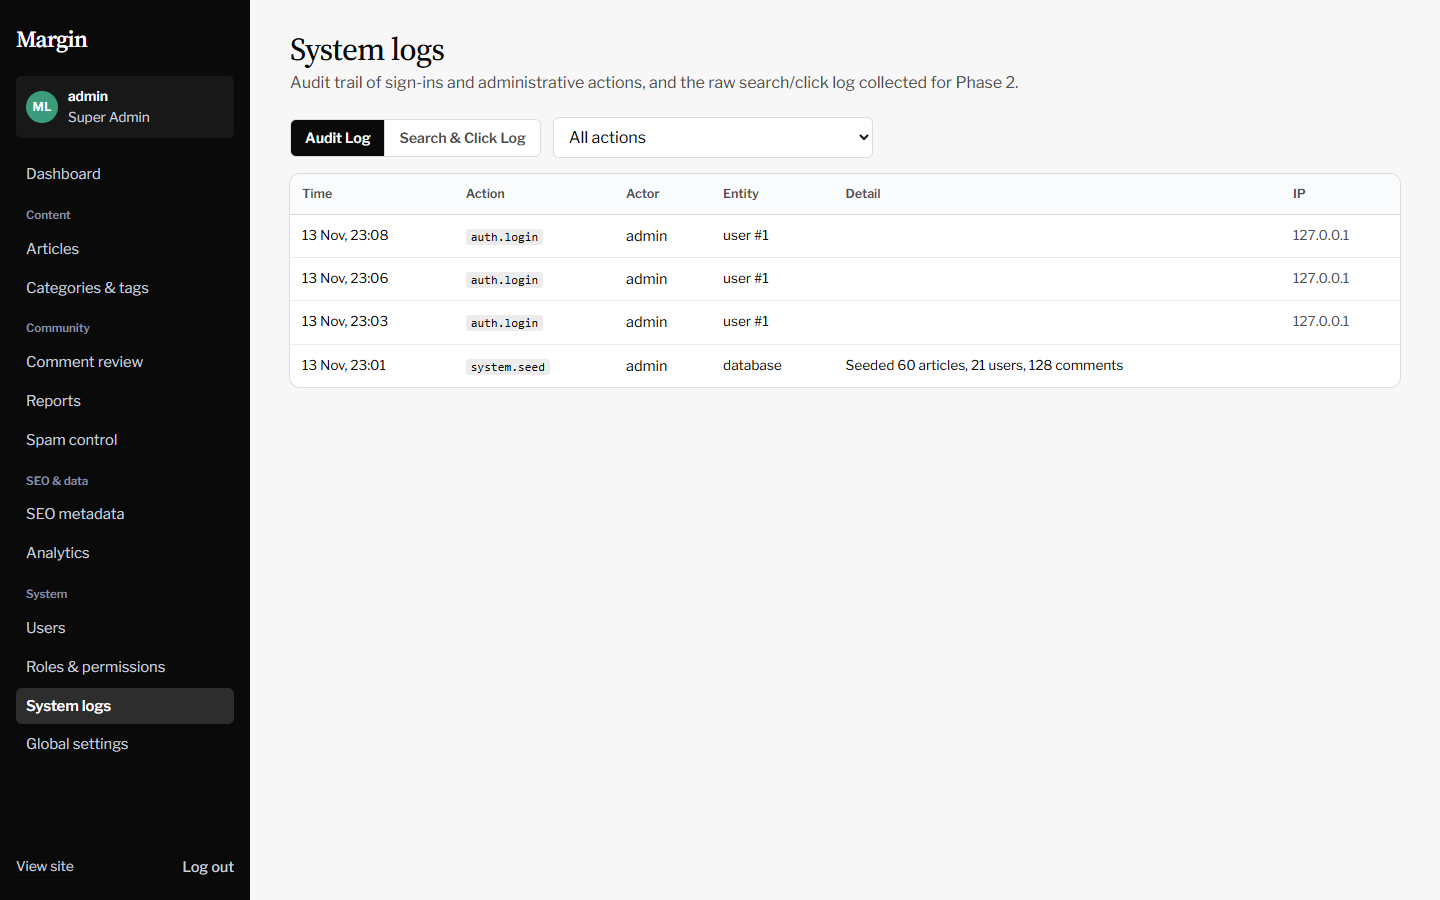 Margin
ML
admin
Super Admin
Dashboard
Content
Articles
Categories & tags
Community
Comment review
Reports
Spam control
SEO & data
SEO metadata
Analytics
System
Users
Roles & permissions
System logs
Global settings
View site
Log out
System logs
Audit trail of sign-ins and administrative actions, and the raw search/click log collected for Phase 2.
Audit Log
Search & Click Log
All actions
Time Action Actor Entity Detail IP
13 Nov, 23:08 auth.login admin user #1 127.0.0.1
13 Nov, 23:06 auth.login admin user #1 127.0.0.1
13 Nov, 23:03 auth.login admin user #1 127.0.0.1
13 Nov, 23:01 system.seed admin database Seeded 60 articles, 21 users, 128 comments